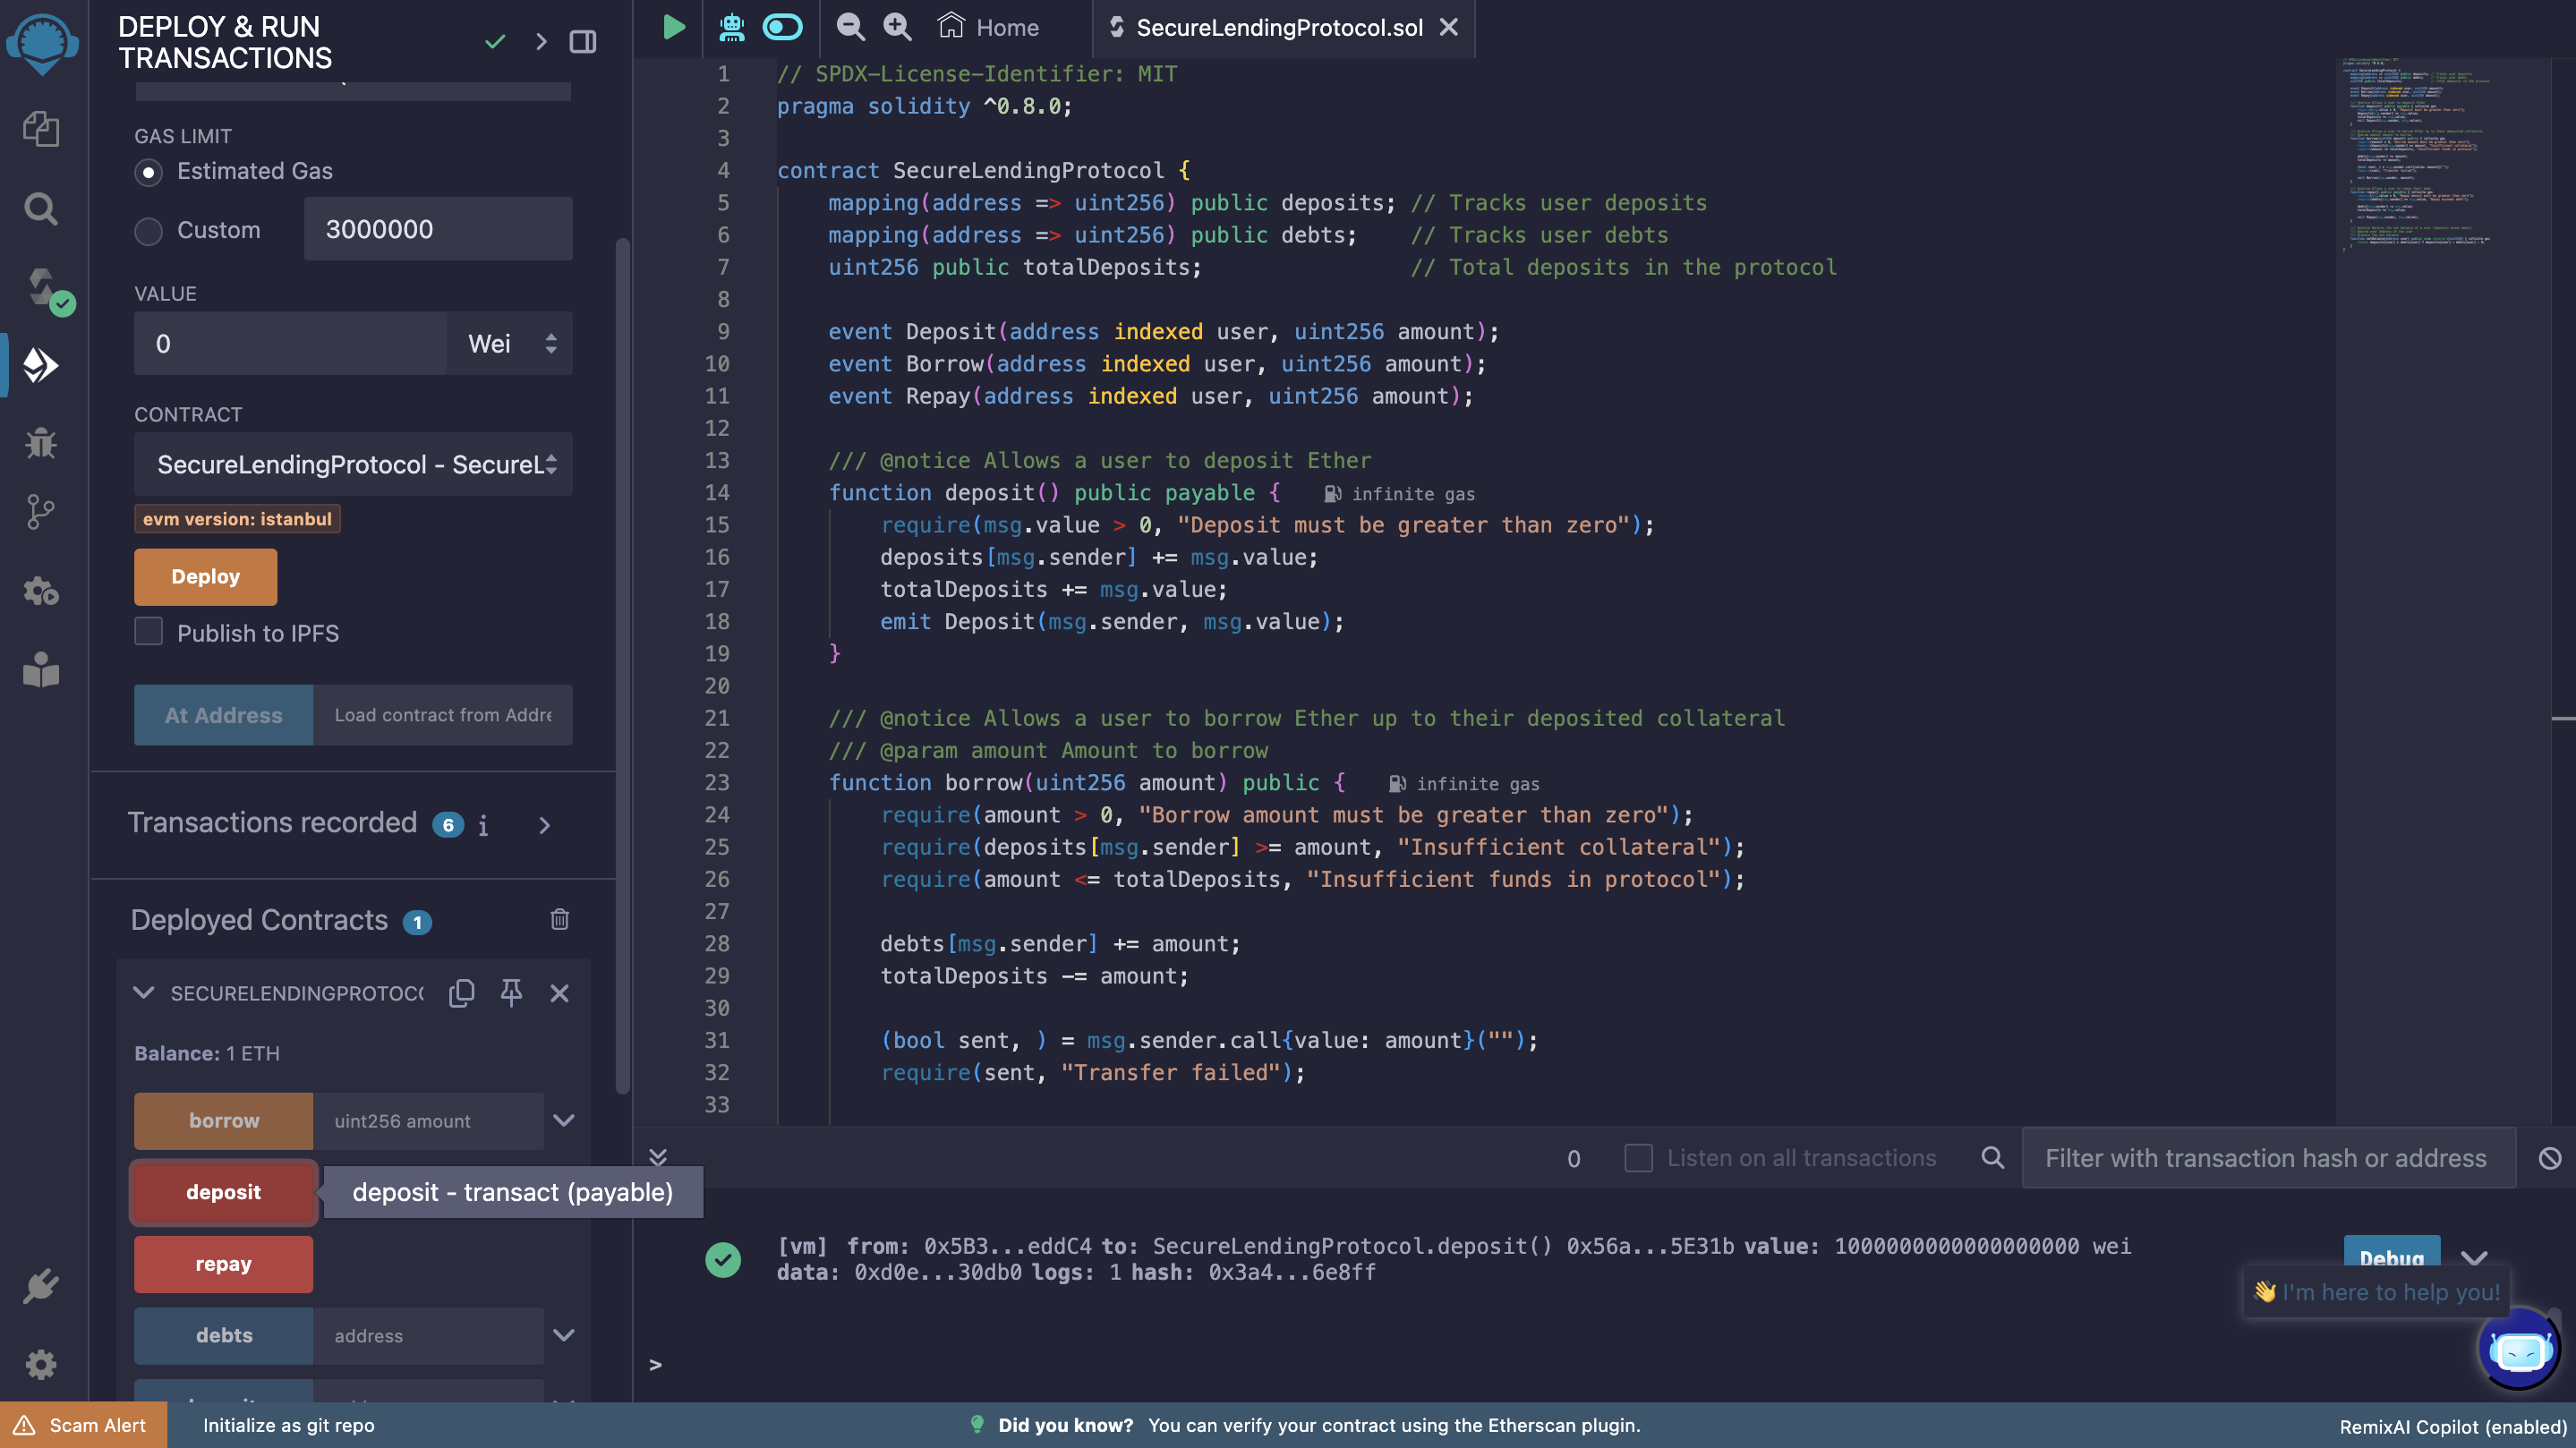 DEPLOY & RUN
TRANSACTIONS
GAS LIMIT
Estimated Gas
Custom
3000000
VALUE
0
Wei
CONTRACT
SecureLendingProtocol - SecureL
evm version: istanbul
Deploy
Publish to IPFS
At Address
Load contract from Addre
Transactions recorded 6 i
Deployed Contracts 1
SECURELENDINGPROTOCO
Balance: 1 ETH
borrow
uint256 amount
deposit
deposit - transact (payable)
repay
debts
address
Home
SecureLendingProtocol.sol
1 // SPDX-License-Identifier: MIT
2 pragma solidity ^0.8.0;
3
4 contract SecureLendingProtocol {
5 mapping(address => uint256) public deposits; // Tracks user deposits
6 mapping(address => uint256) public debts; // Tracks user debts
7 uint256 public totalDeposits; // Total deposits in the protocol
8
9 event Deposit(address indexed user, uint256 amount);
10 event Borrow(address indexed user, uint256 amount);
11 event Repay(address indexed user, uint256 amount);
12
13 /// @notice Allows a user to deposit Ether
14 function deposit() public payable { infinite gas
15 require(msg.value > 0, "Deposit must be greater than zero");
16 deposits[msg.sender] += msg.value;
17 totalDeposits += msg.value;
18 emit Deposit(msg.sender, msg.value);
19 }
20
21 /// @notice Allows a user to borrow Ether up to their deposited collateral
22 /// @param amount Amount to borrow
23 function borrow(uint256 amount) public { infinite gas
24 require(amount > 0, "Borrow amount must be greater than zero");
25 require(deposits[msg.sender] >= amount, "Insufficient collateral");
26 require(amount <= totalDeposits, "Insufficient funds in protocol");
27
28 debts[msg.sender] += amount;
29 totalDeposits -= amount;
30
31 (bool sent, ) = msg.sender.call{value: amount}("");
32 require(sent, "Transfer failed");
33
0
Listen on all transactions
Filter with transaction hash or address
[vm] from: 0x5B3...eddC4 to: SecureLendingProtocol.deposit() 0x56a...5E31b value: 1000000000000000000 wei
data: 0xd0e...30db0 logs: 1 hash: 0x3a4...6e8ff
Debug
👋 I'm here to help you!
>
Scam Alert
Initialize as git repo
Did you know? You can verify your contract using the Etherscan plugin.
RemixAI Copilot (enabled)